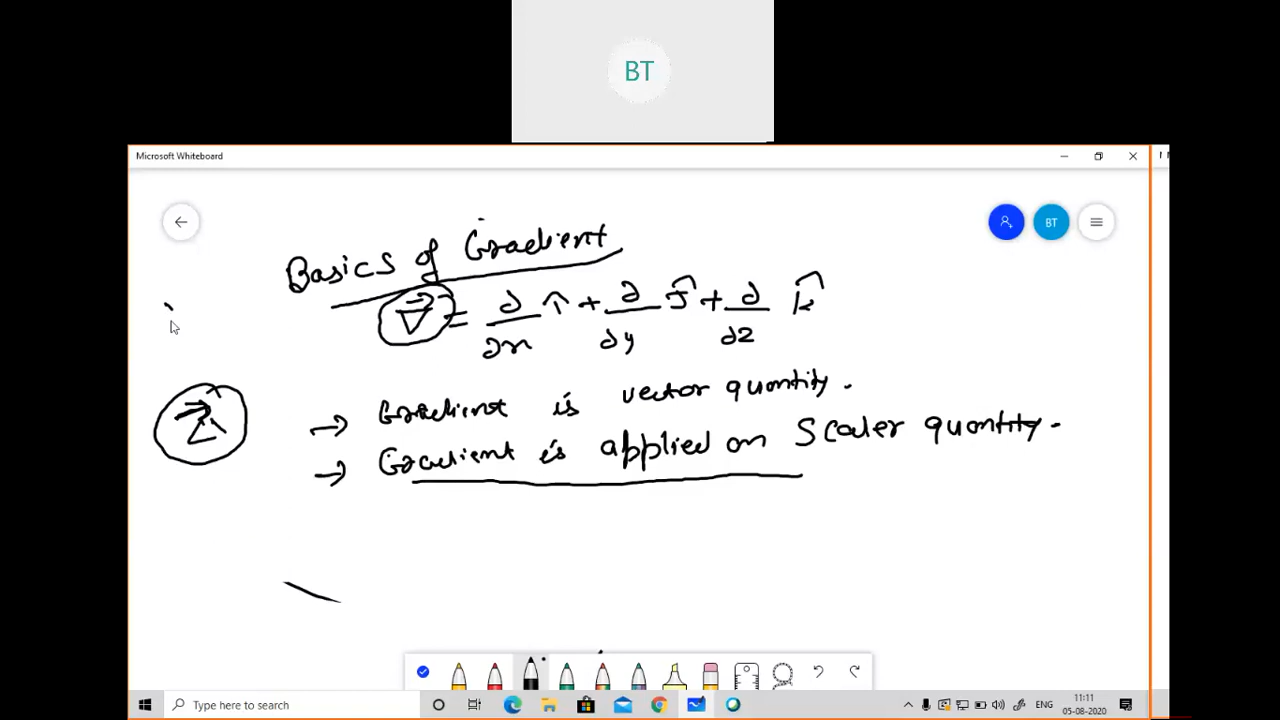 BT
Microsoft Whiteboard
BT
Basics of Gradient
∇⃗ = ∂/∂x î + ∂/∂y ĵ + ∂/∂z k̂
→ Gradient is vector quantity.
→ Gradient is applied on Scaler quantity.
Type here to search
ENG
11:11
05-08-2020